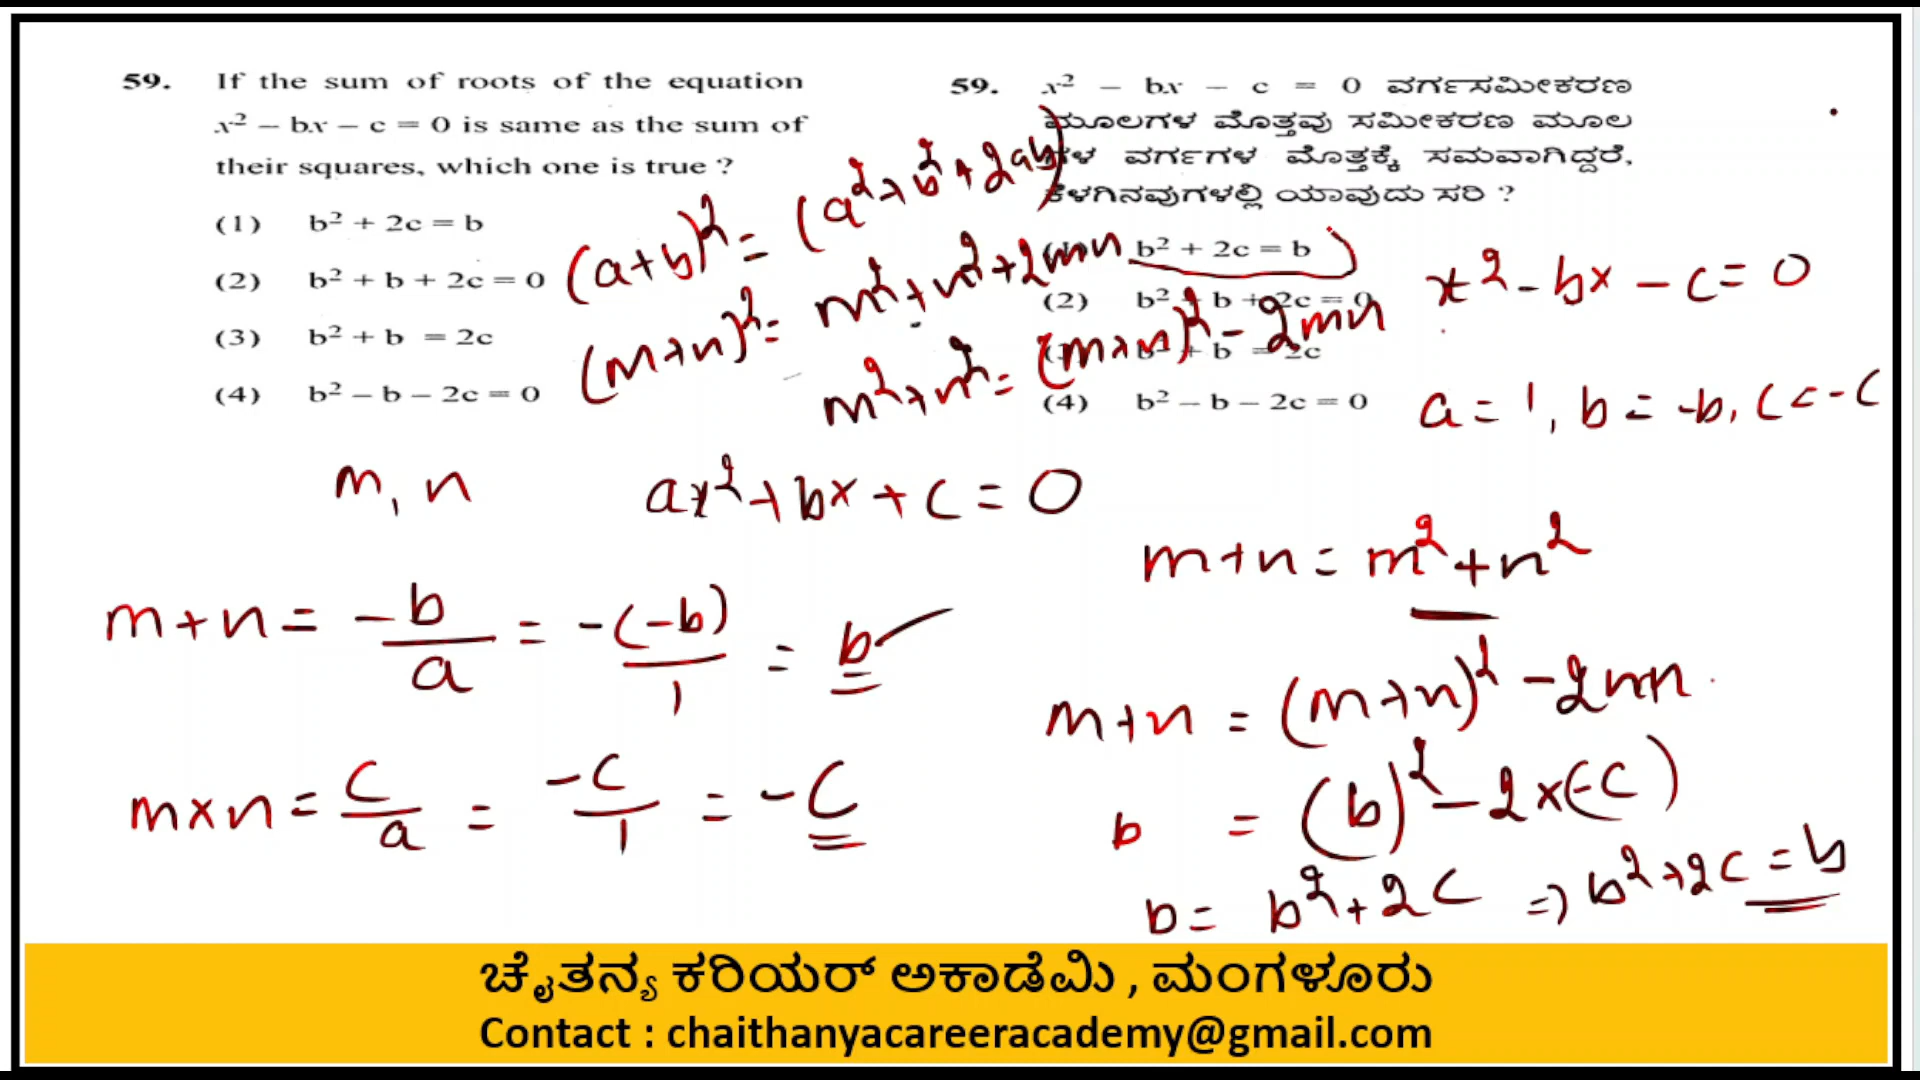 59. If the sum of roots of the equation
x² – bx – c = 0 is same as the sum of
their squares, which one is true ?
(1) b² + 2c = b
(2) b² + b + 2c = 0
(3) b² + b = 2c
(4) b² – b – 2c = 0
59. x² – bx – c = 0 ವರ್ಗಸಮೀಕರಣ
ಮೂಲಗಳ ಮೊತ್ತವು ಸಮೀಕರಣ ಮೂಲ
ಗಳ ವರ್ಗಗಳ ಮೊತ್ತಕ್ಕೆ ಸಮವಾಗಿದ್ದರೆ,
ಕೆಳಗಿನವುಗಳಲ್ಲಿ ಯಾವುದು ಸರಿ ?
(1) b² + 2c = b
(2) b² + b + 2c = 0
(3) b² + b = 2c
(4) b² – b – 2c = 0
(a+b)² = (a²+b²+2ab)
(m+n)² = m²+n²+2mn
m²+n² = (m+n)² - 2mn
x² - bx - c = 0
a = 1, b = -b, c = -c
m, n
ax² + bx + c = 0
m+n = -b/a = -(-b)/1 = b
m×n = c/a = -c/1 = -c
m+n = m²+n²
m+n = (m+n)² - 2mn
b = (b)² - 2×(-c)
b = b²+2c ⇒ b²+2c = b
ಚೈತನ್ಯ ಕರಿಯರ್ ಅಕಾಡೆಮಿ , ಮಂಗಳೂರು
Contact : chaithanyacareeracademy@gmail.com